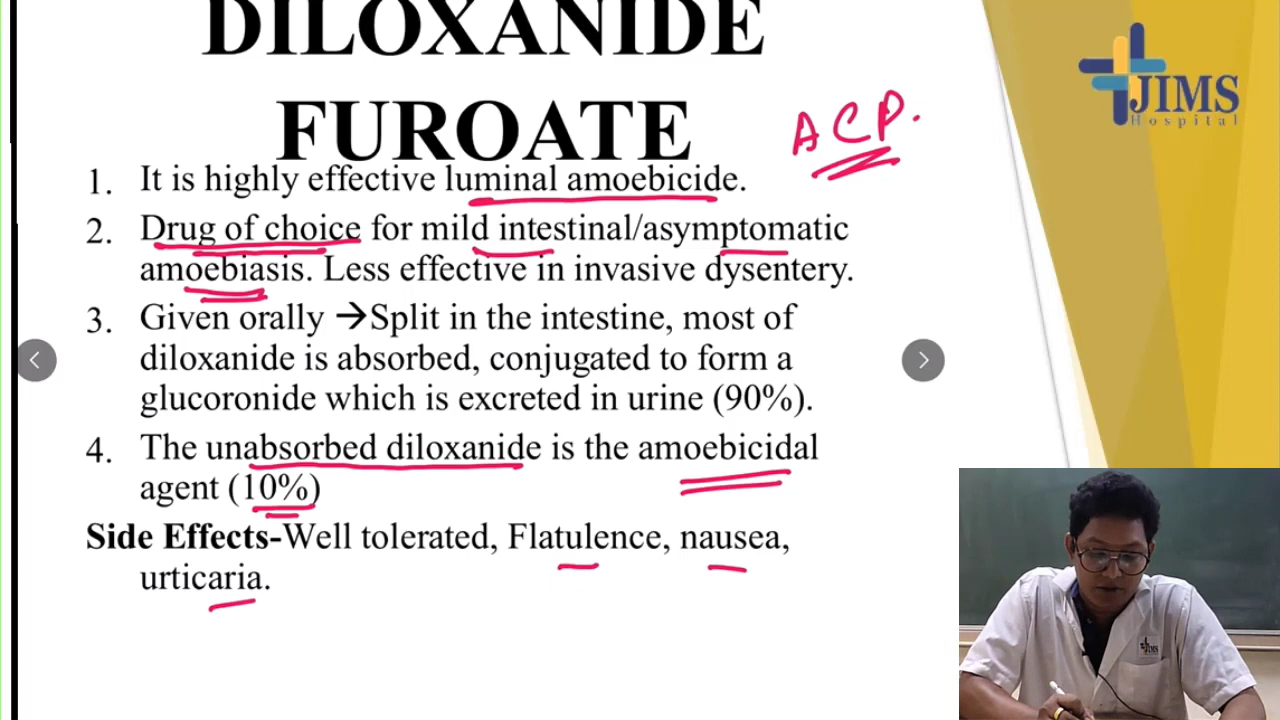 DILOXANIDE
FUROATE
ACP.
1. It is highly effective luminal amoebicide.
2. Drug of choice for mild intestinal/asymptomatic
amoebiasis. Less effective in invasive dysentery.
3. Given orally →Split in the intestine, most of
diloxanide is absorbed, conjugated to form a
glucoronide which is excreted in urine (90%).
4. The unabsorbed diloxanide is the amoebicidal
agent (10%)
Side Effects-Well tolerated, Flatulence, nausea,
urticaria.
JIMS
Hospital
JIMS